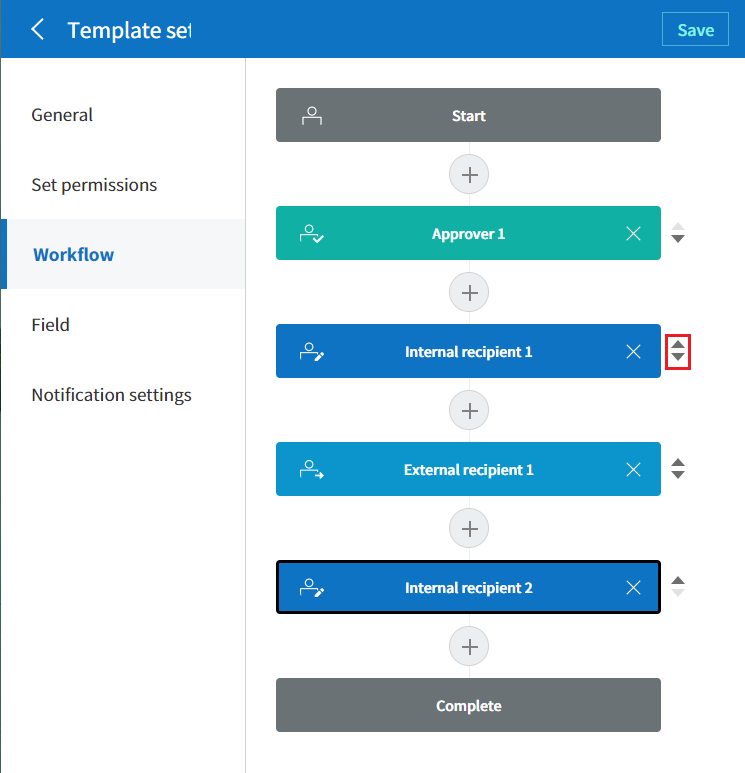 Template set
Save
General
Set permissions
Workflow
Field
Notification settings
Start
Approver 1
Internal recipient 1
External recipient 1
Internal recipient 2
Complete